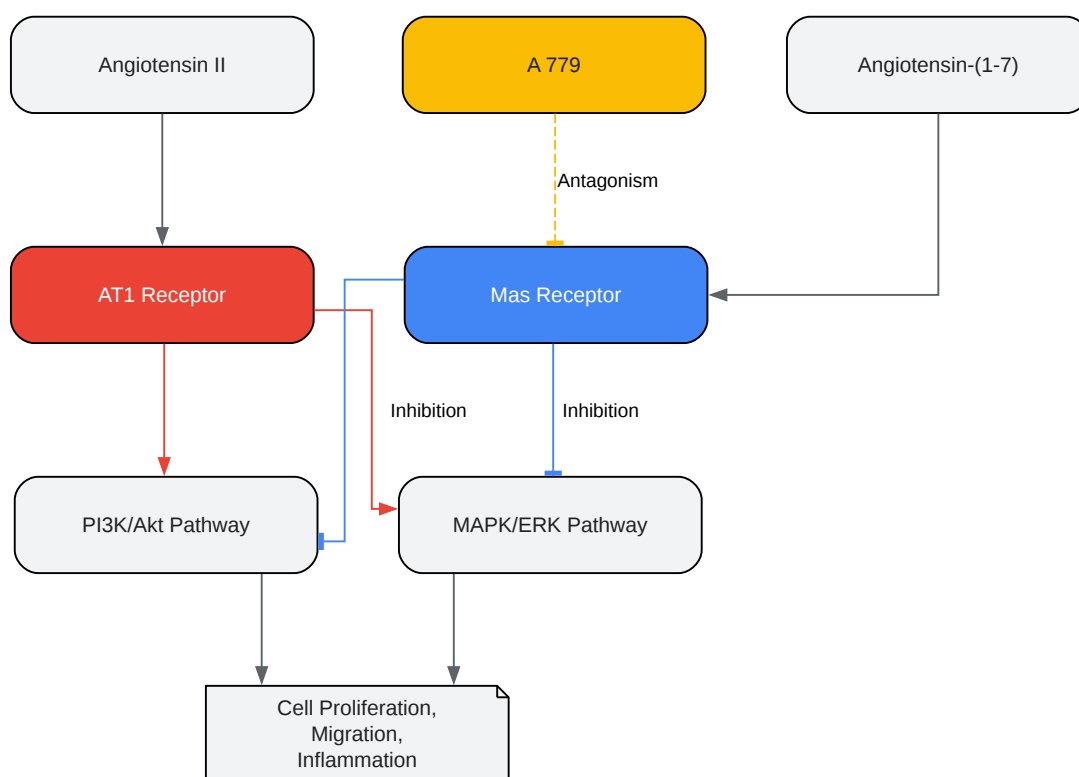 Angiotensin II
A 779
Angiotensin-(1-7)
Antagonism
AT1 Receptor
Mas Receptor
Inhibition
Inhibition
PI3K/Akt Pathway
MAPK/ERK Pathway
Cell Proliferation,
Migration,
Inflammation